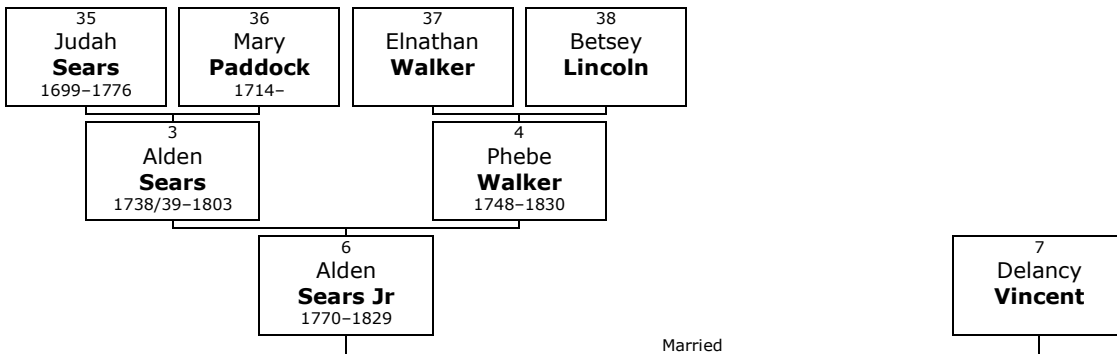 35
Judah
Sears
1699–1776
36
Mary
Paddock
1714–
37
Elnathan
Walker
38
Betsey
Lincoln
3
Alden
Sears
1738/39–1803
4
Phebe
Walker
1748–1830
6
Alden
Sears Jr
1770–1829
7
Delancy
Vincent
Married